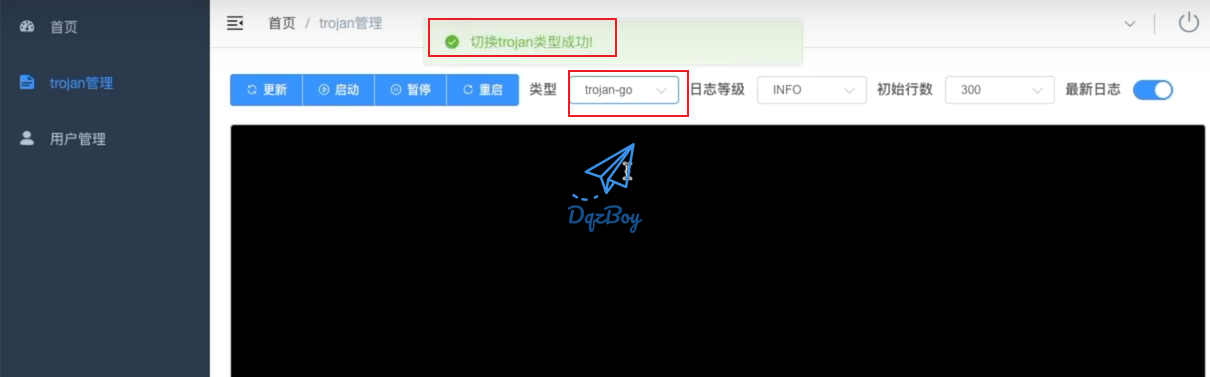 首页
trojan管理
用户管理
首页 / trojan管理
切换trojan类型成功!
更新 启动 暂停 重启 类型 trojan-go 日志等级 INFO 初始行数 300 最新日志
DqzBoy